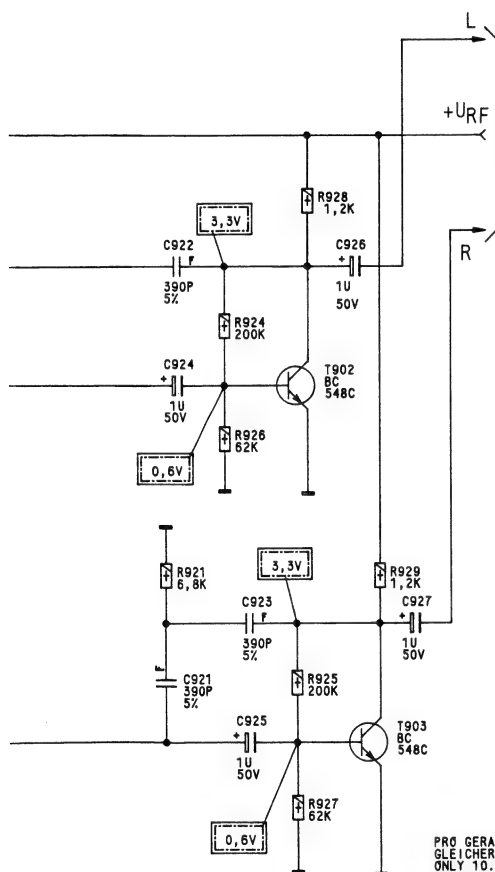 L
+URF
R928
1,2K
3,3V
R
C922
C926
390P
5%
1U
50V
R924
200K
C924
T902
BC
548C
1U
50V
R926
62K
0,6V
R921
6,8K
3,3V
R929
1,2K
C923
C927
390P
5%
1U
50V
C921
390P
5%
R925
200K
C925
T903
BC
548C
1U
50V
R927
62K
0,6V
PRO GERA
GLEICHER
ONLY 10.